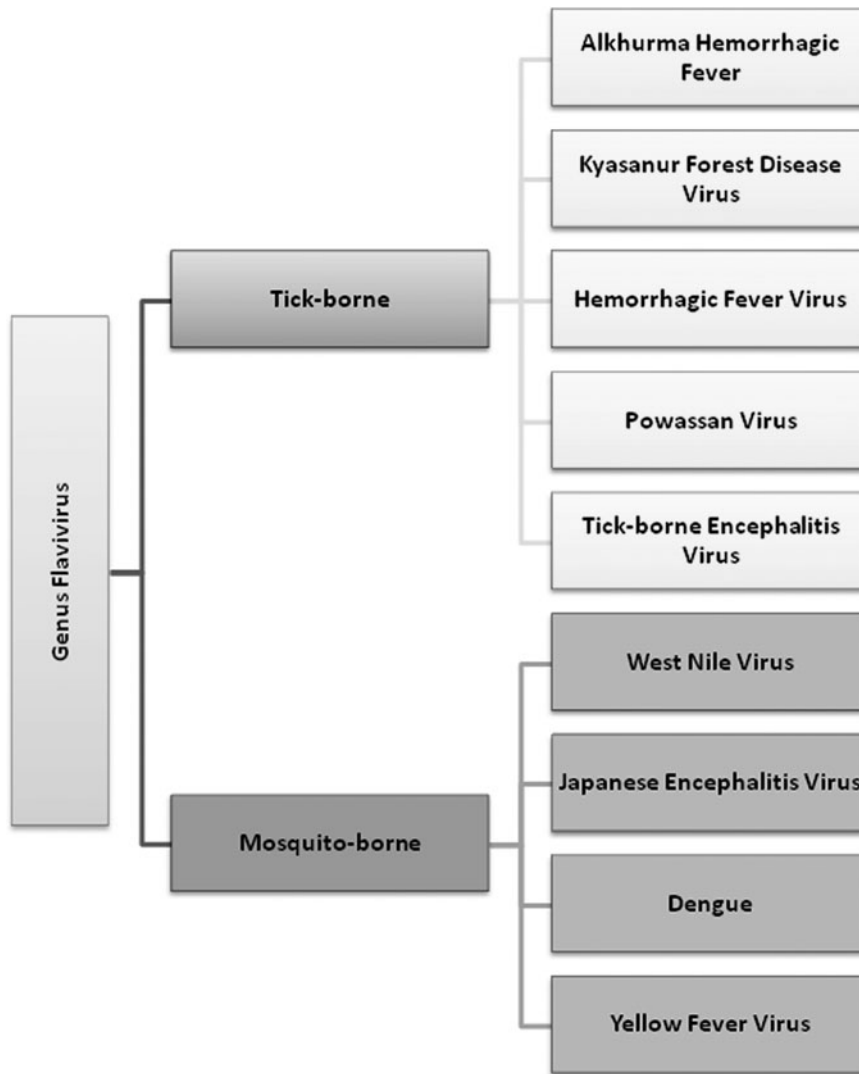 Genus Flavivirus
Tick-borne
Alkhurma Hemorrhagic
Fever
Kyasanur Forest Disease
Virus
Hemorrhagic Fever Virus
Powassan Virus
Tick-borne Encephalitis
Virus
Mosquito-borne
West Nile Virus
Japanese Encephalitis Virus
Dengue
Yellow Fever Virus